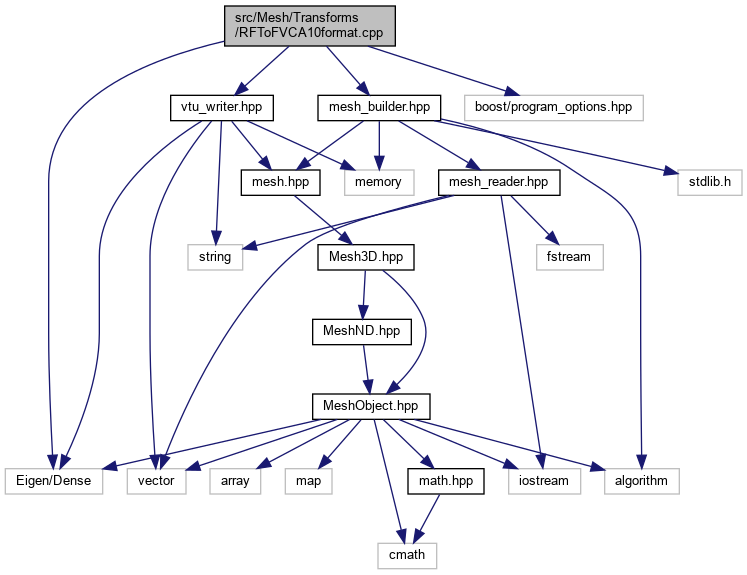 src/Mesh/Transforms
/RFToFVCA10format.cpp
vtu_writer.hpp
mesh_builder.hpp
boost/program_options.hpp
mesh.hpp
memory
mesh_reader.hpp
stdlib.h
string
Mesh3D.hpp
fstream
MeshND.hpp
MeshObject.hpp
Eigen/Dense
vector
array
map
math.hpp
iostream
algorithm
cmath